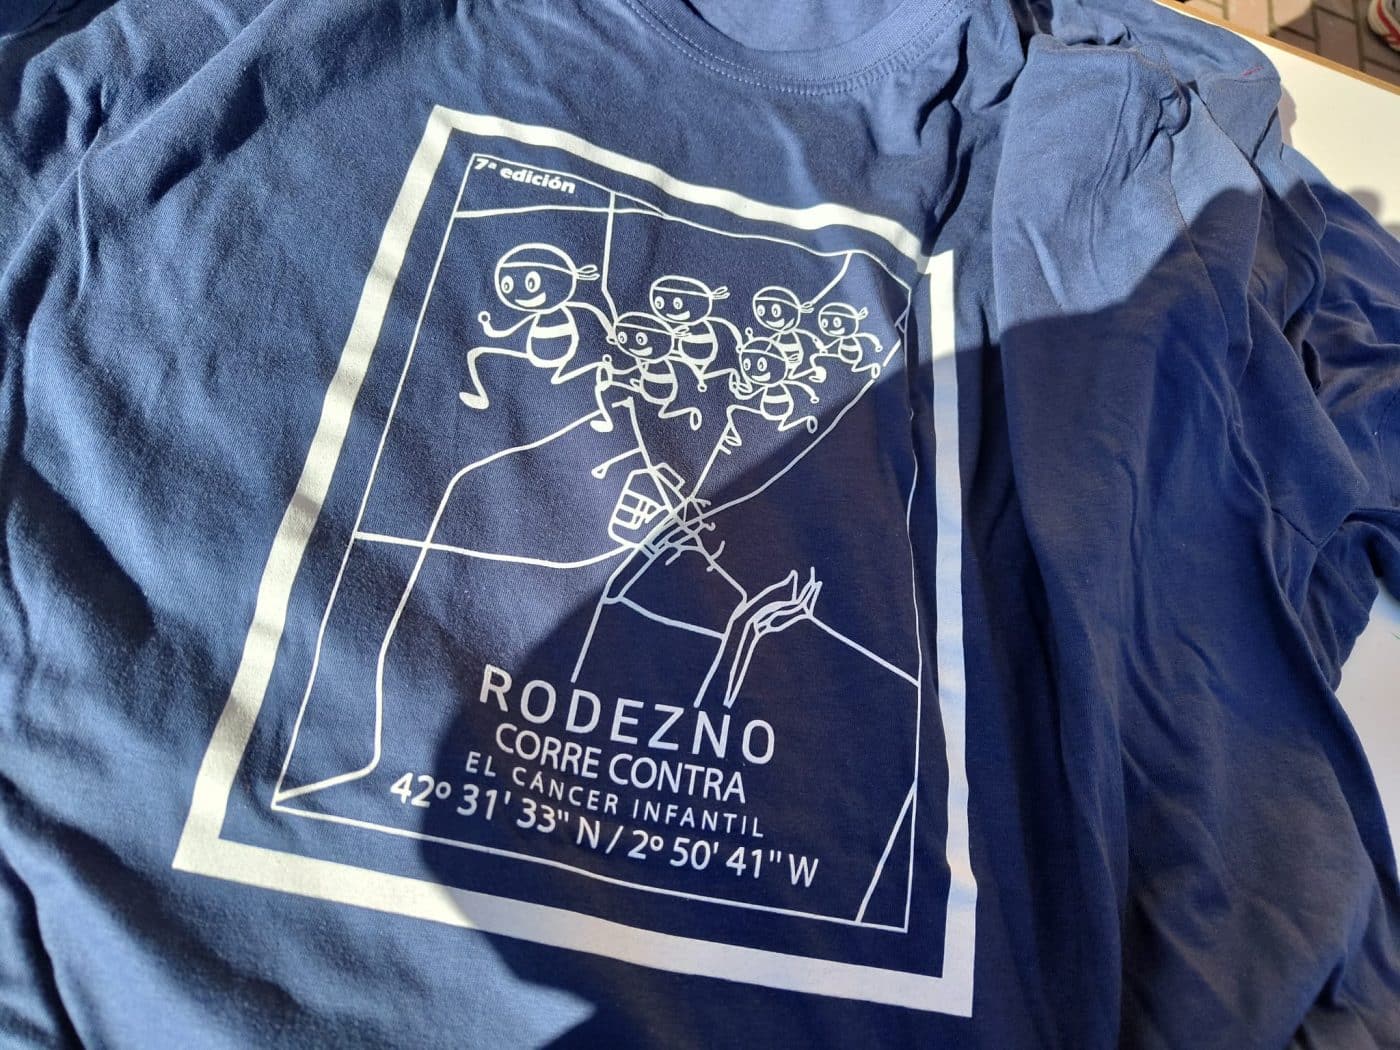 7ª edición
RODEZNO
CORRE CONTRA
EL CÁNCER INFANTIL
42º 31' 33" N / 2º 50' 41" W